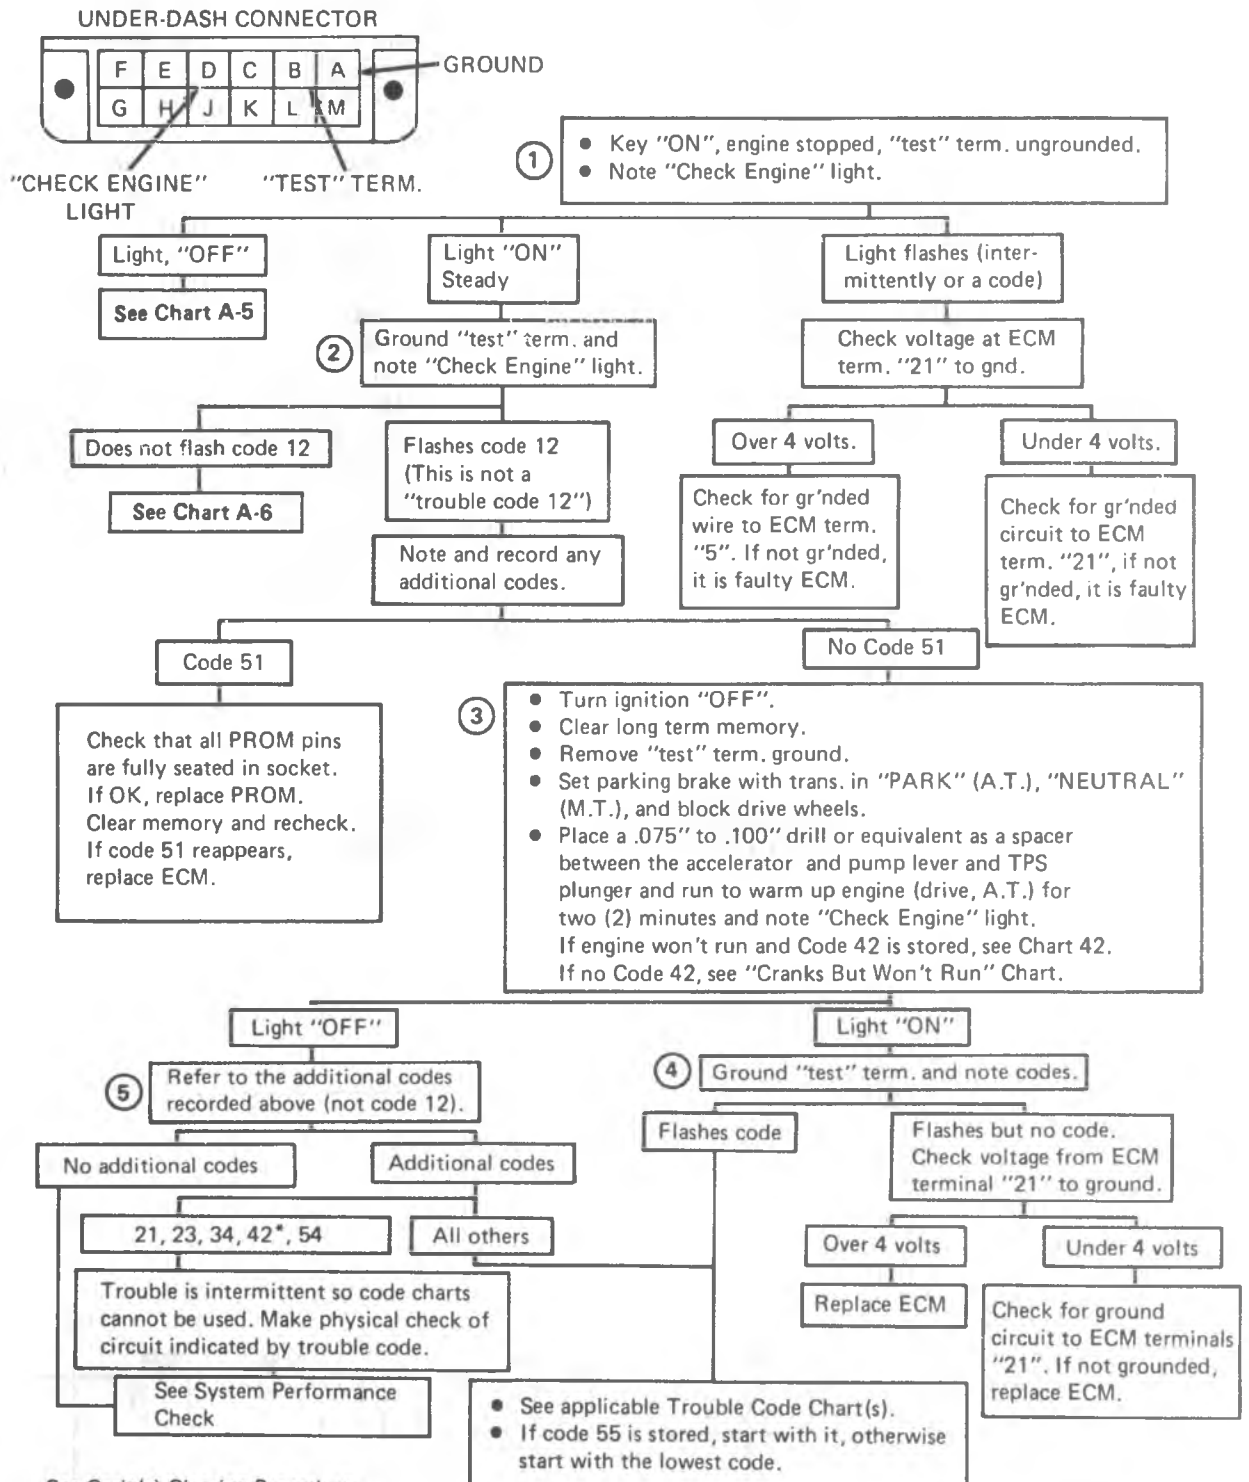 UNDER-DASH CONNECTOR
F E D C B A
G H J K L M
GROUND
"CHECK ENGINE"
LIGHT
"TEST" TERM.
1
● Key "ON", engine stopped, "test" term. ungrounded.
● Note "Check Engine" light.
Light, "OFF"
See Chart A-5
Light "ON"
Steady
Light flashes (inter-
mittently or a code)
2
Ground "test" term. and
note "Check Engine" light.
Check voltage at ECM
term. "21" to gnd.
Does not flash code 12
See Chart A-6
Flashes code 12
(This is not a
"trouble code 12")
Over 4 volts.
Under 4 volts.
Check for gr'nded
wire to ECM term.
"5". If not gr'nded,
it is faulty ECM.
Check for gr'nded
circuit to ECM
term. "21", if not
gr'nded, it is faulty
ECM.
Note and record any
additional codes.
Code 51
No Code 51
Check that all PROM pins
are fully seated in socket.
If OK, replace PROM.
Clear memory and recheck.
If code 51 reappears,
replace ECM.
3
● Turn ignition "OFF".
● Clear long term memory.
● Remove "test" term. ground.
● Set parking brake with trans. in "PARK" (A.T.), "NEUTRAL"
(M.T.), and block drive wheels.
● Place a .075" to .100" drill or equivalent as a spacer
between the accelerator and pump lever and TPS
plunger and run to warm up engine (drive, A.T.) for
two (2) minutes and note "Check Engine" light.
If engine won't run and Code 42 is stored, see Chart 42.
If no Code 42, see "Cranks But Won't Run" Chart.
Light "OFF"
Light "ON"
5
Refer to the additional codes
recorded above (not code 12).
4
Ground "test" term. and note codes.
No additional codes
Additional codes
Flashes code
Flashes but no code.
Check voltage from ECM
terminal "21" to ground.
21, 23, 34, 42*, 54
All others
Over 4 volts
Under 4 volts
Trouble is intermittent so code charts
cannot be used. Make physical check of
circuit indicated by trouble code.
Replace ECM
Check for ground
circuit to ECM terminals
"21". If not grounded,
replace ECM.
See System Performance
Check
● See applicable Trouble Code Chart(s).
● If code 55 is stored, start with it, otherwise
start with the lowest code.